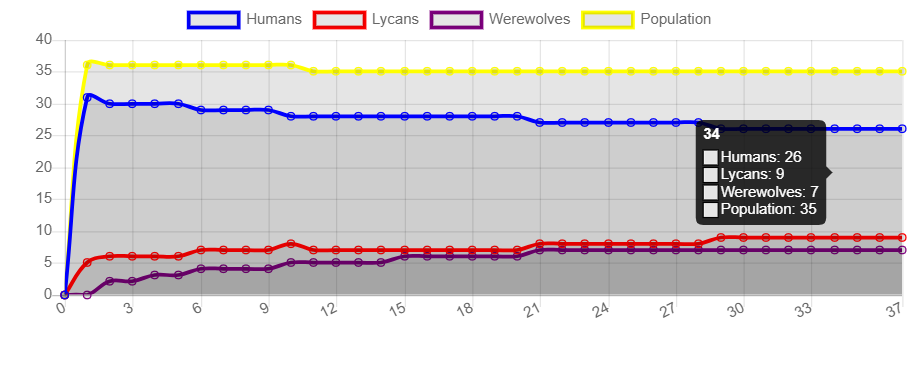 Humans Lycans Werewolves Population
40
35
30
25
20
15
10
5
0
34
Humans: 26
Lycans: 9
Werewolves: 7
Population: 35
0 3 6 9 12 15 18 21 24 27 30 33 37